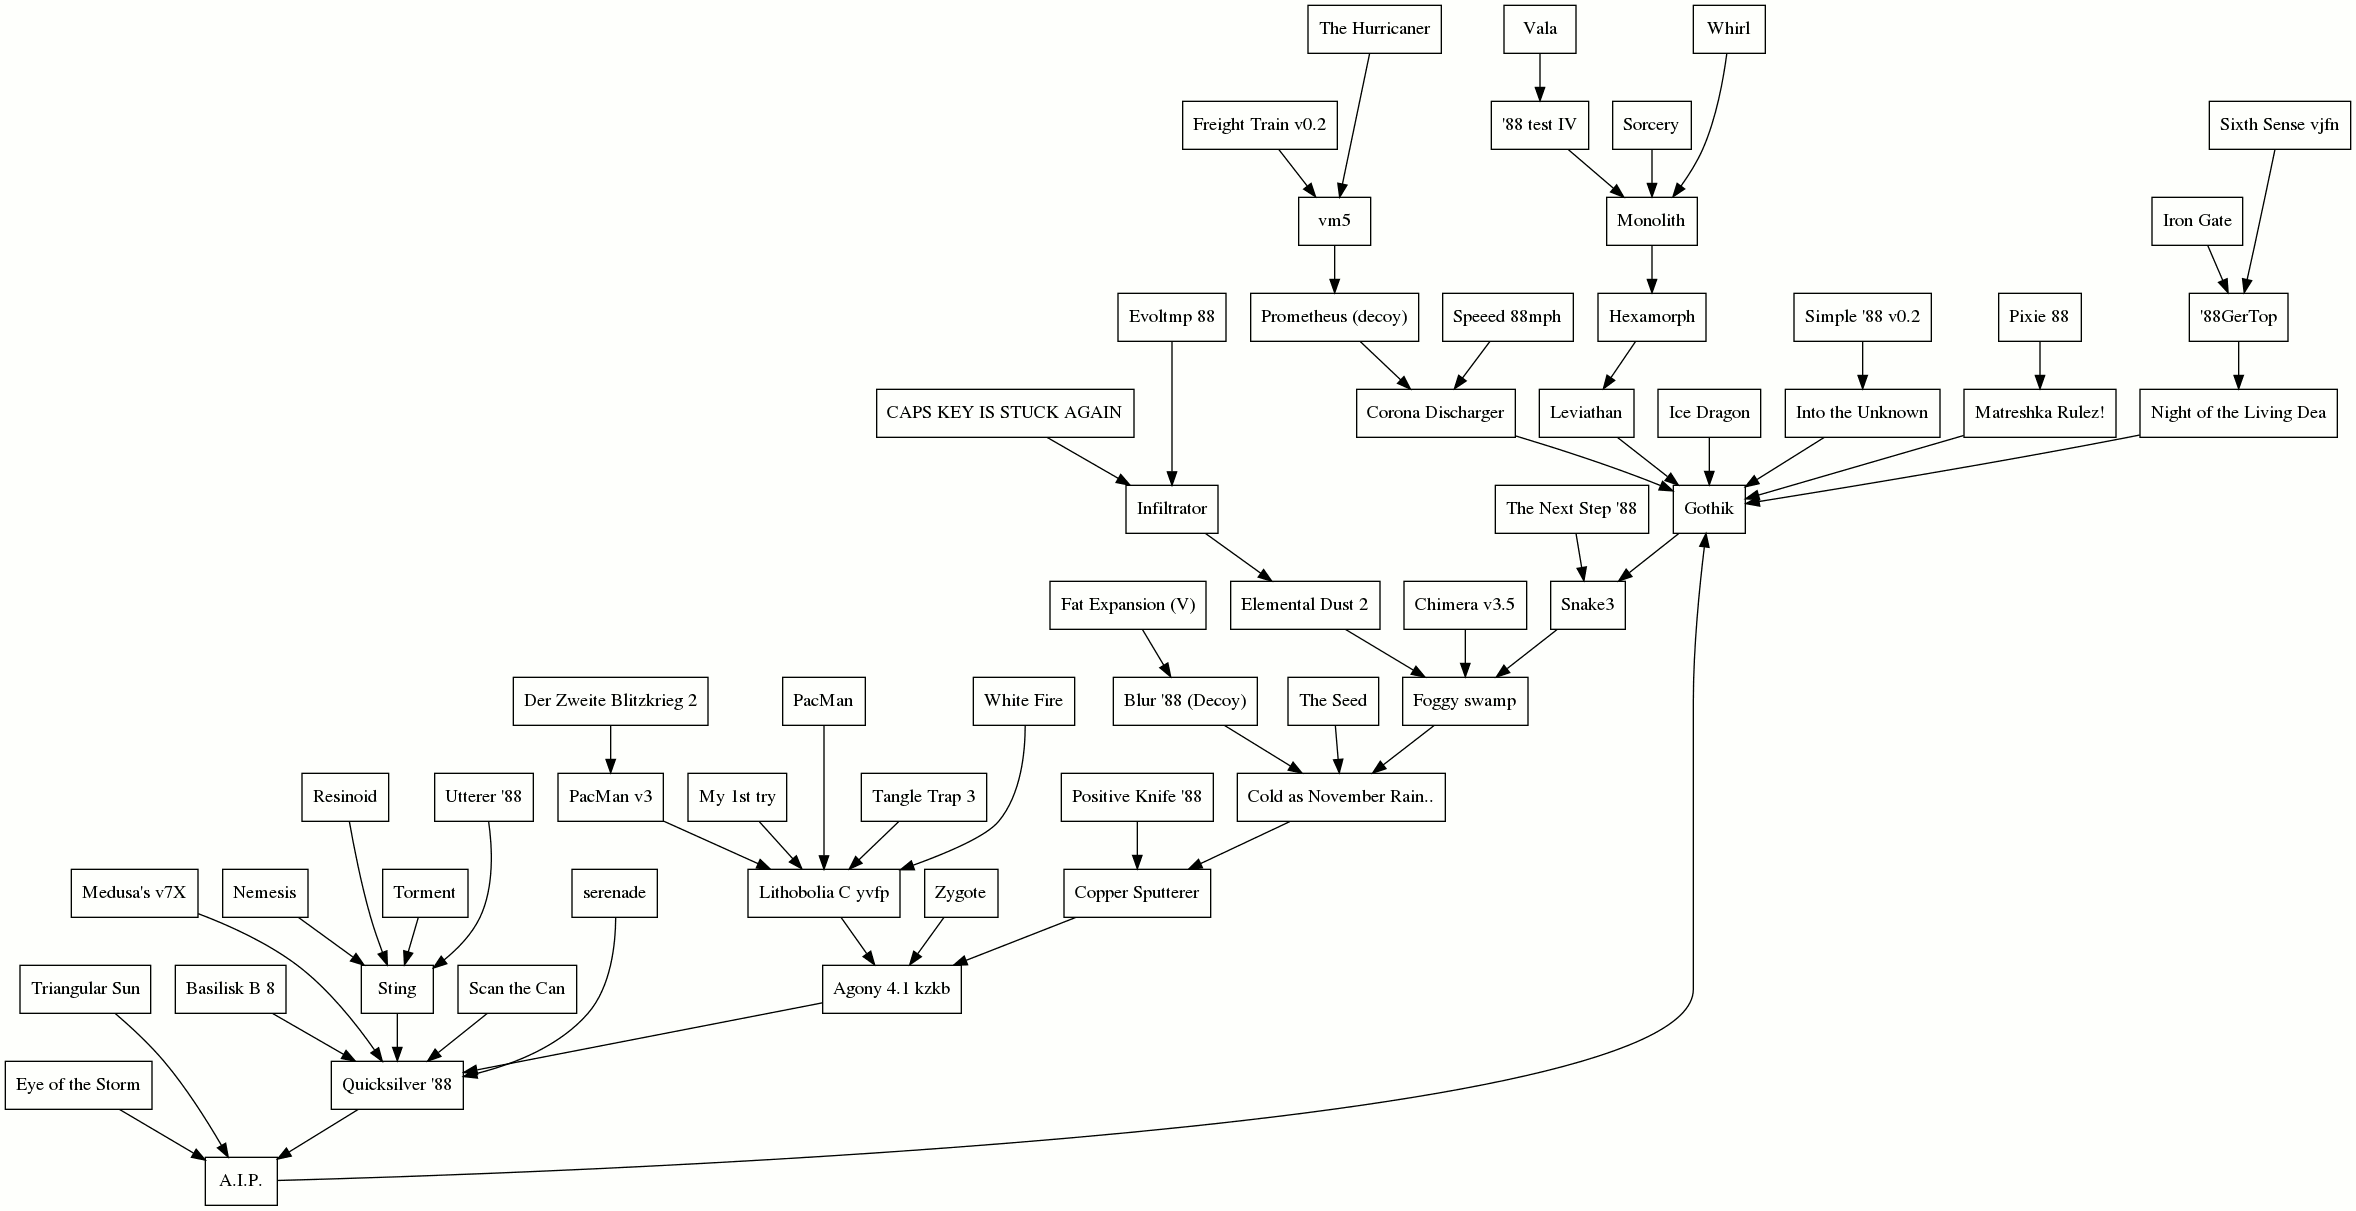 The Hurricaner
Vala
Whirl
Freight Train v0.2
'88 test IV
Sorcery
Sixth Sense vjfn
vm5
Monolith
Iron Gate
Evoltmp 88
Prometheus (decoy)
Speeed 88mph
Hexamorph
Simple '88 v0.2
Pixie 88
'88GerTop
CAPS KEY IS STUCK AGAIN
Corona Discharger
Leviathan
Ice Dragon
Into the Unknown
Matreshka Rulez!
Night of the Living Dea
Infiltrator
The Next Step '88
Gothik
Fat Expansion (V)
Elemental Dust 2
Chimera v3.5
Snake3
Der Zweite Blitzkrieg 2
PacMan
White Fire
Blur '88 (Decoy)
The Seed
Foggy swamp
Resinoid
Utterer '88
PacMan v3
My 1st try
Tangle Trap 3
Positive Knife '88
Cold as November Rain..
Medusa's v7X
Nemesis
Torment
serenade
Lithobolia C yvfp
Zygote
Copper Sputterer
Triangular Sun
Basilisk B 8
Sting
Scan the Can
Agony 4.1 kzkb
Eye of the Storm
Quicksilver '88
A.I.P.